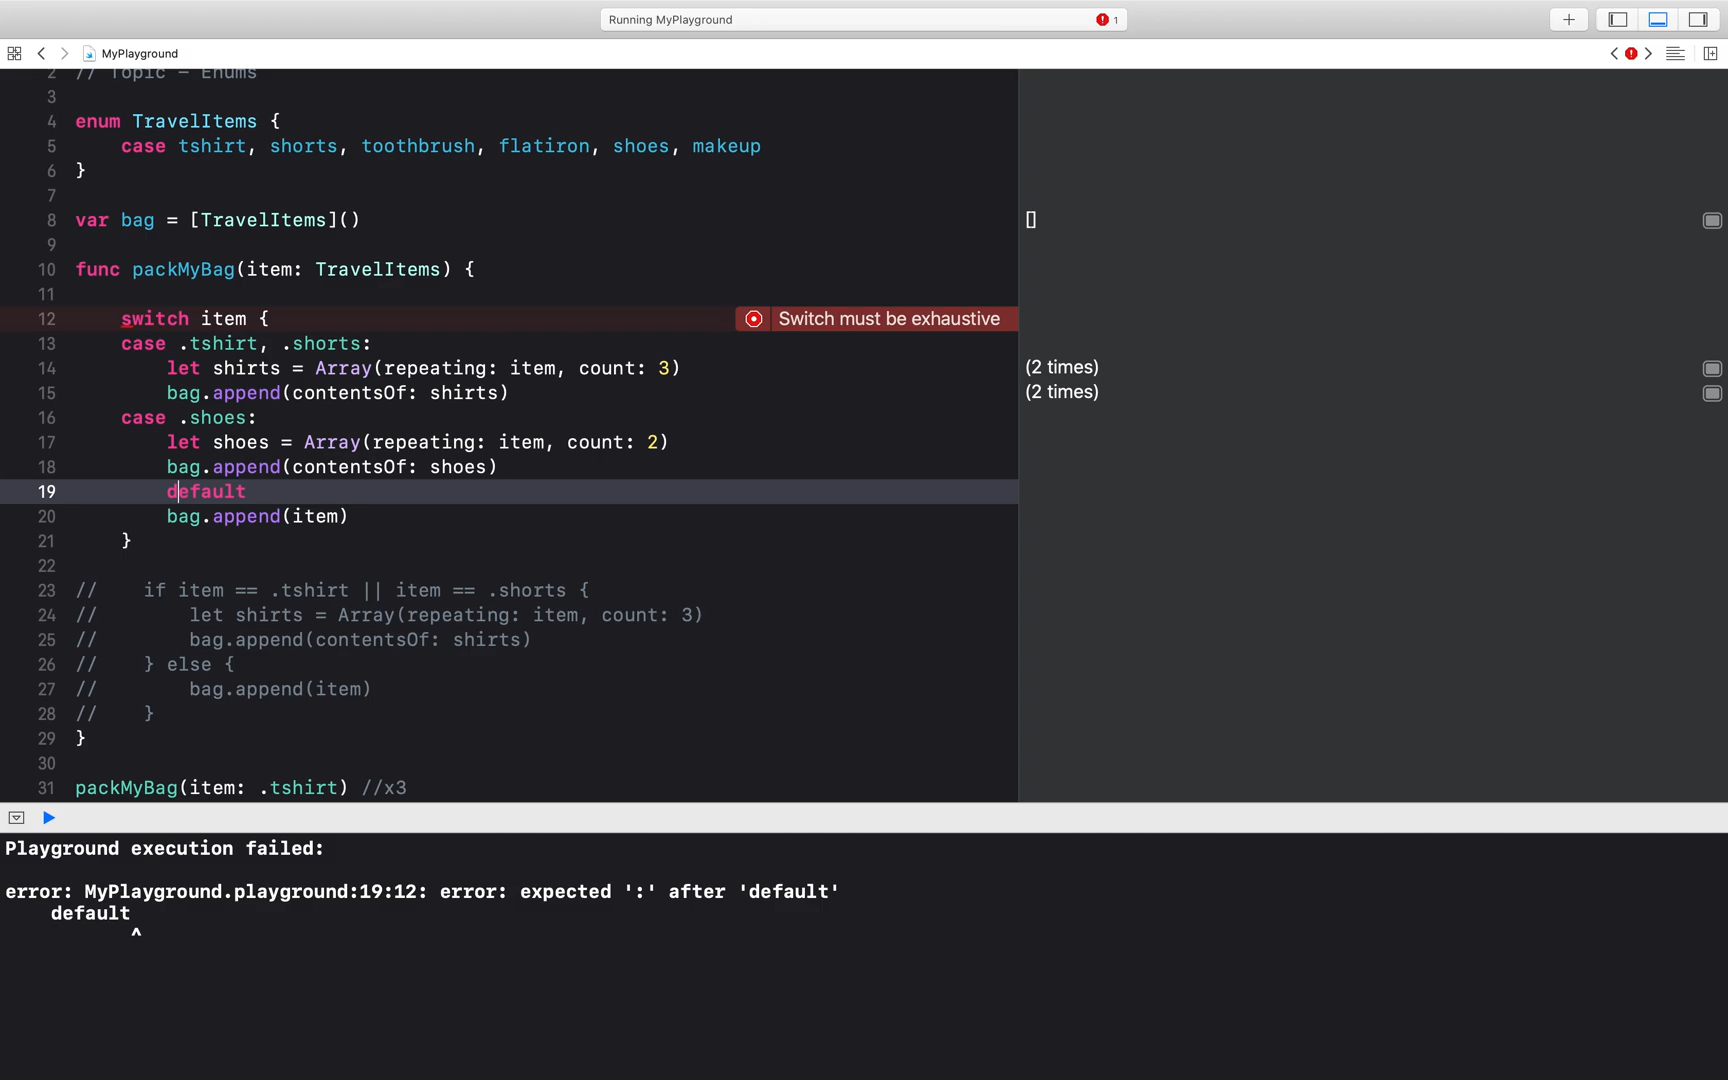 Running MyPlayground
1
MyPlayground
2 // Topic – Enums
3
4 enum TravelItems {
5 case tshirt, shorts, toothbrush, flatiron, shoes, makeup
6 }
7
8 var bag = [TravelItems]()
[]
9
10 func packMyBag(item: TravelItems) {
11
12 switch item {
Switch must be exhaustive
13 case .tshirt, .shorts:
14 let shirts = Array(repeating: item, count: 3)
(2 times)
15 bag.append(contentsOf: shirts)
(2 times)
16 case .shoes:
17 let shoes = Array(repeating: item, count: 2)
18 bag.append(contentsOf: shoes)
19 default
20 bag.append(item)
21 }
22
23 // if item == .tshirt || item == .shorts {
24 // let shirts = Array(repeating: item, count: 3)
25 // bag.append(contentsOf: shirts)
26 // } else {
27 // bag.append(item)
28 // }
29 }
30
31 packMyBag(item: .tshirt) //x3
Playground execution failed:
error: MyPlayground.playground:19:12: error: expected ':' after 'default'
default
^